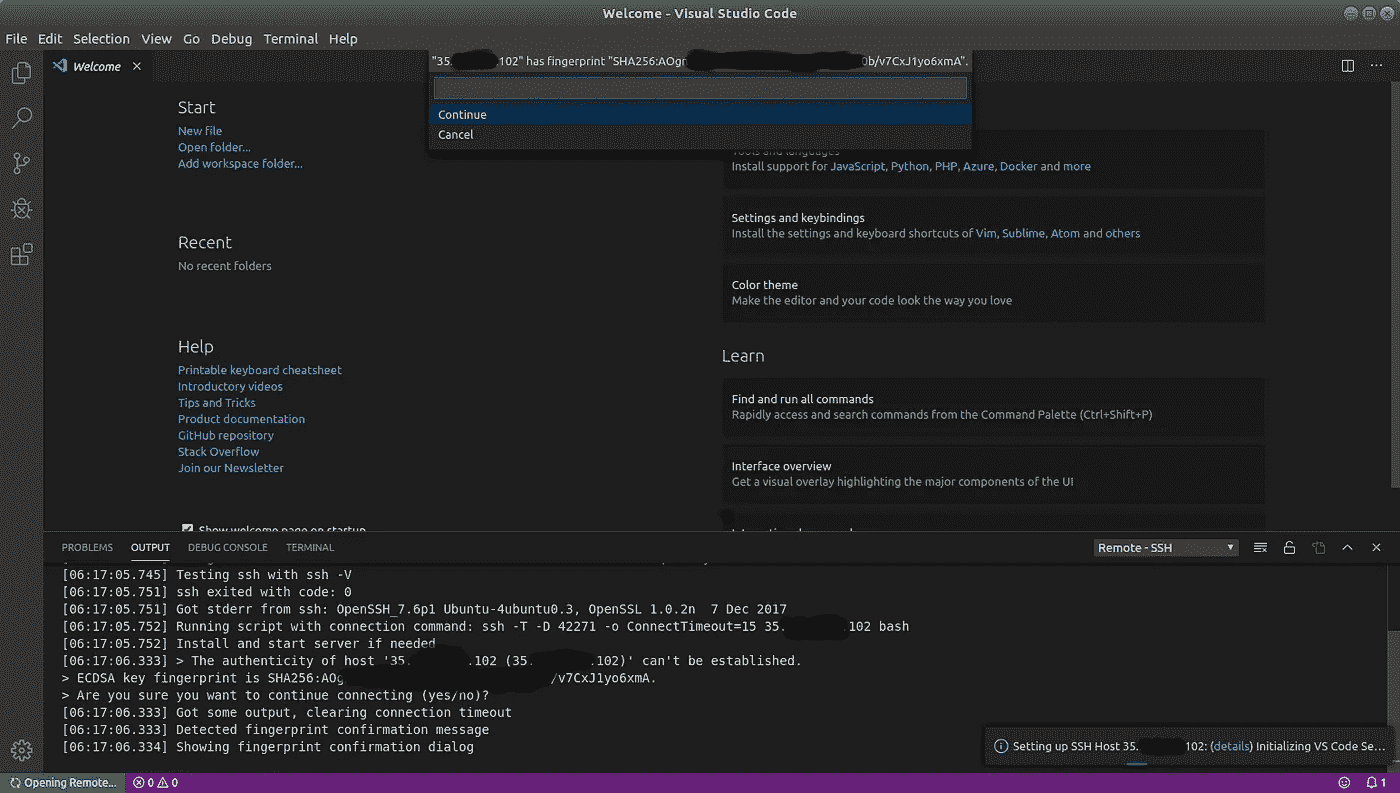 Welcome - Visual Studio Code
File Edit Selection View Go Debug Terminal Help
Welcome
"35. .102" has fingerprint "SHA256:AOgr 0b/v7CxJ1yo6xmA".
Continue
Cancel
Start
New file
Open folder...
Add workspace folder...
Recent
No recent folders
Help
Printable keyboard cheatsheet
Introductory videos
Tips and Tricks
Product documentation
GitHub repository
Stack Overflow
Join our Newsletter
Show welcome page on startup
Tools and languages
Install support for JavaScript, Python, PHP, Azure, Docker and more
Settings and keybindings
Install the settings and keyboard shortcuts of Vim, Sublime, Atom and others
Color theme
Make the editor and your code look the way you love
Learn
Find and run all commands
Rapidly access and search commands from the Command Palette (Ctrl+Shift+P)
Interface overview
Get a visual overlay highlighting the major components of the UI
PROBLEMS OUTPUT DEBUG CONSOLE TERMINAL
Remote - SSH
[06:17:05.745] Testing ssh with ssh -V
[06:17:05.751] ssh exited with code: 0
[06:17:05.751] Got stderr from ssh: OpenSSH_7.6p1 Ubuntu-4ubuntu0.3, OpenSSL 1.0.2n 7 Dec 2017
[06:17:05.752] Running script with connection command: ssh -T -D 42271 -o ConnectTimeout=15 35. .102 bash
[06:17:05.752] Install and start server if needed
[06:17:06.333] > The authenticity of host '35. .102 (35. .102)' can't be established.
> ECDSA key fingerprint is SHA256:AOg /v7CxJ1yo6xmA.
> Are you sure you want to continue connecting (yes/no)?
[06:17:06.333] Got some output, clearing connection timeout
[06:17:06.333] Detected fingerprint confirmation message
[06:17:06.334] Showing fingerprint confirmation dialog
Setting up SSH Host 35. 102: (details) Initializing VS Code Se...
Opening Remote... 0 0
1